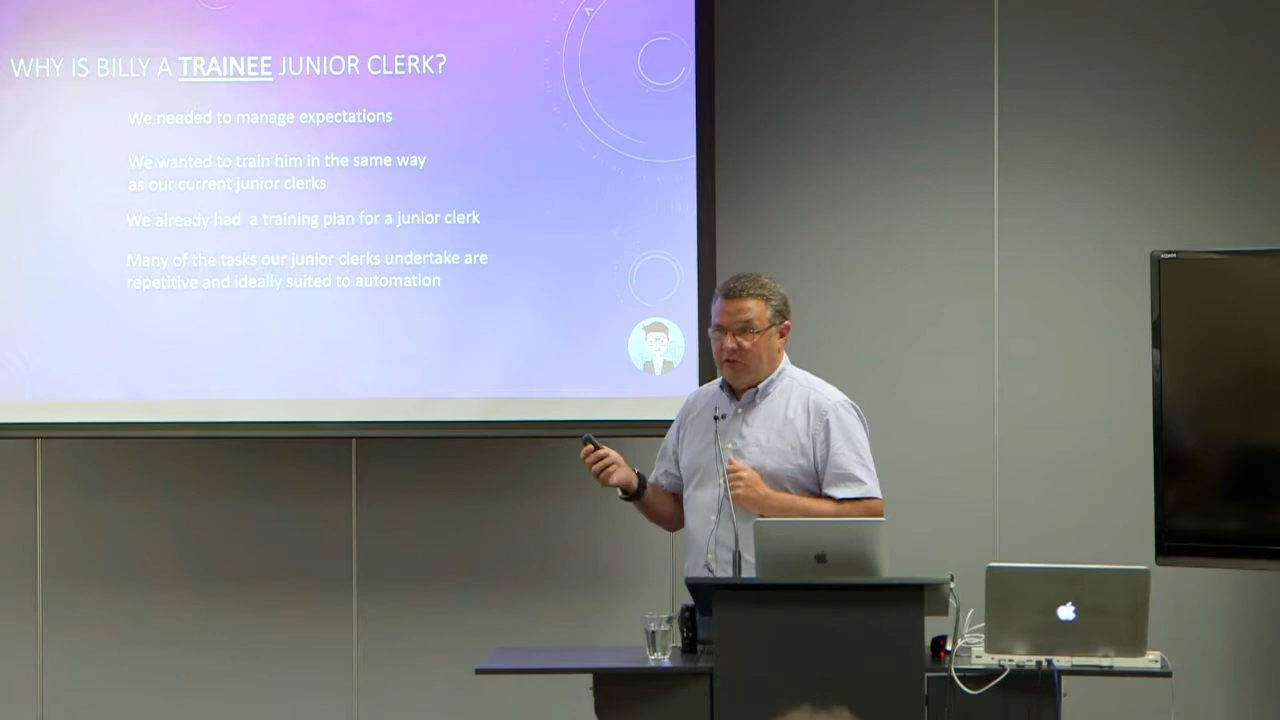 WHY IS BILLY A TRAINEE JUNIOR CLERK?
We needed to manage expectations
We wanted to train him in the same way
as our current junior clerks
We already had a training plan for a junior clerk
Many of the tasks our junior clerks undertake are
repetitive and ideally suited to automation